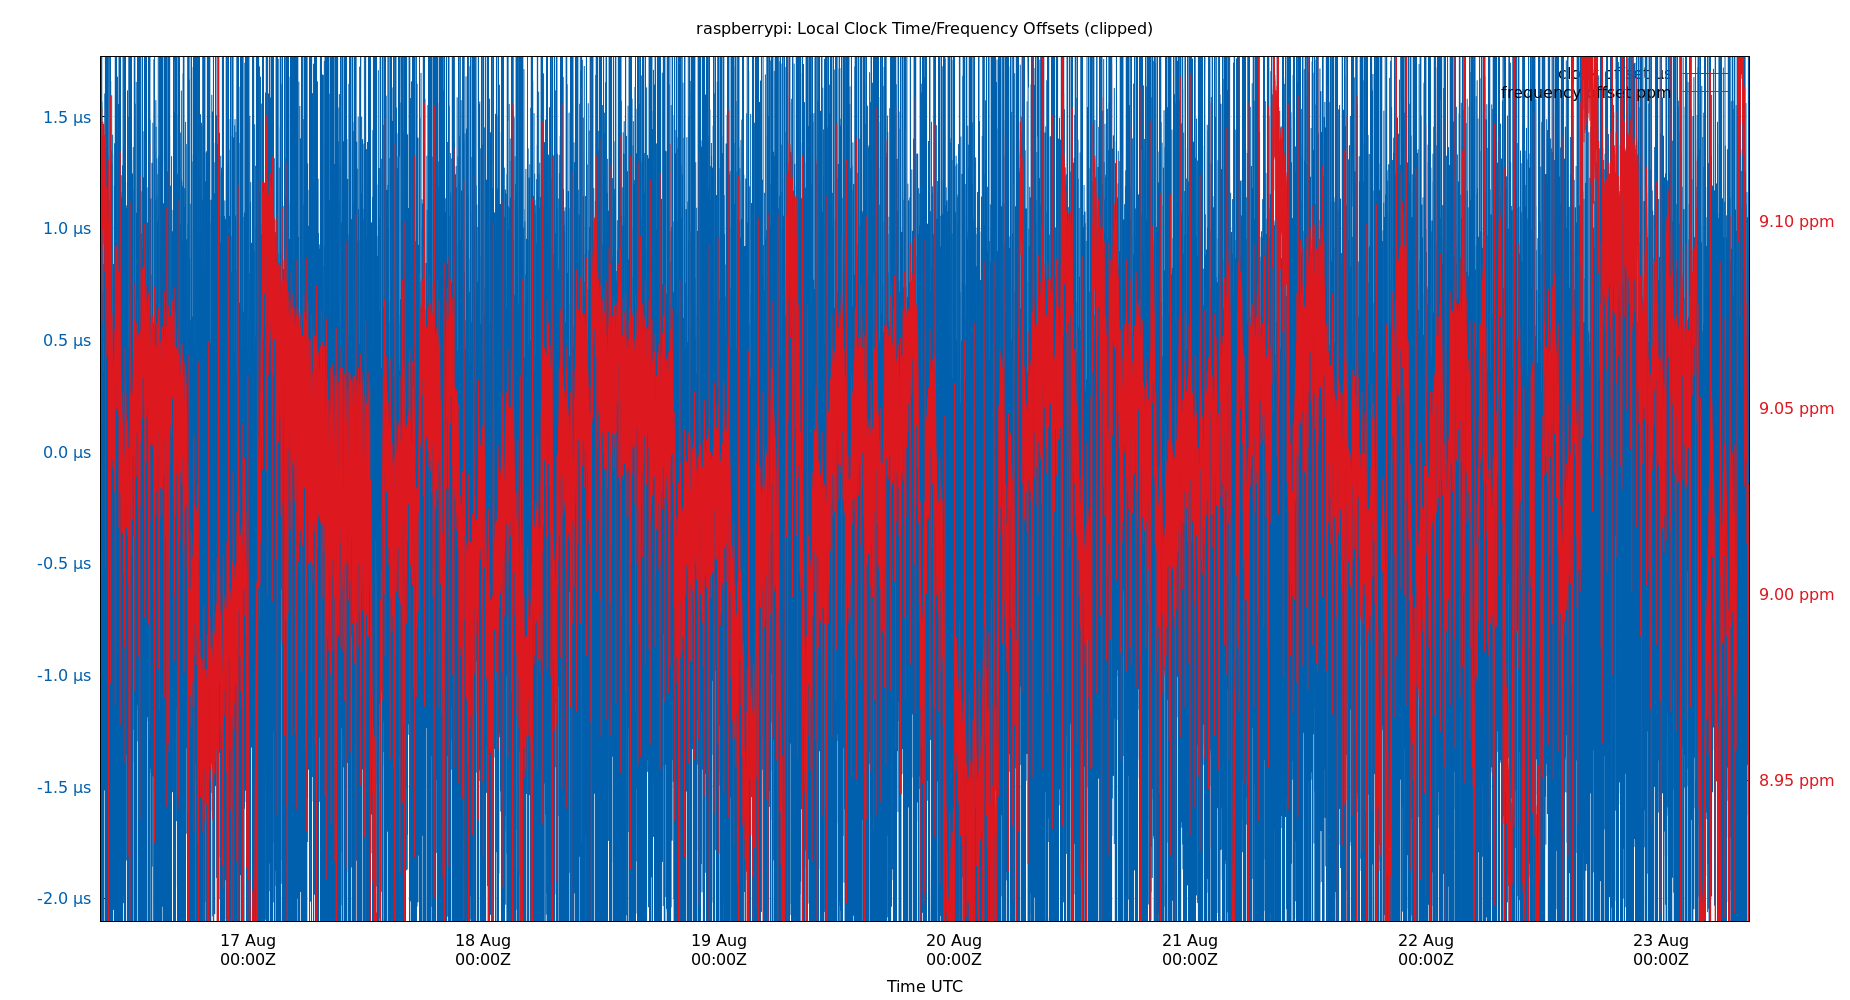 raspberrypi: Local Clock Time/Frequency Offsets (clipped)
clock offset us
frequency offset ppm
1.5 µs
1.0 µs
0.5 µs
0.0 µs
-0.5 µs
-1.0 µs
-1.5 µs
-2.0 µs
9.10 ppm
9.05 ppm
9.00 ppm
8.95 ppm
17 Aug
00:00Z
18 Aug
00:00Z
19 Aug
00:00Z
20 Aug
00:00Z
21 Aug
00:00Z
22 Aug
00:00Z
23 Aug
00:00Z
Time UTC